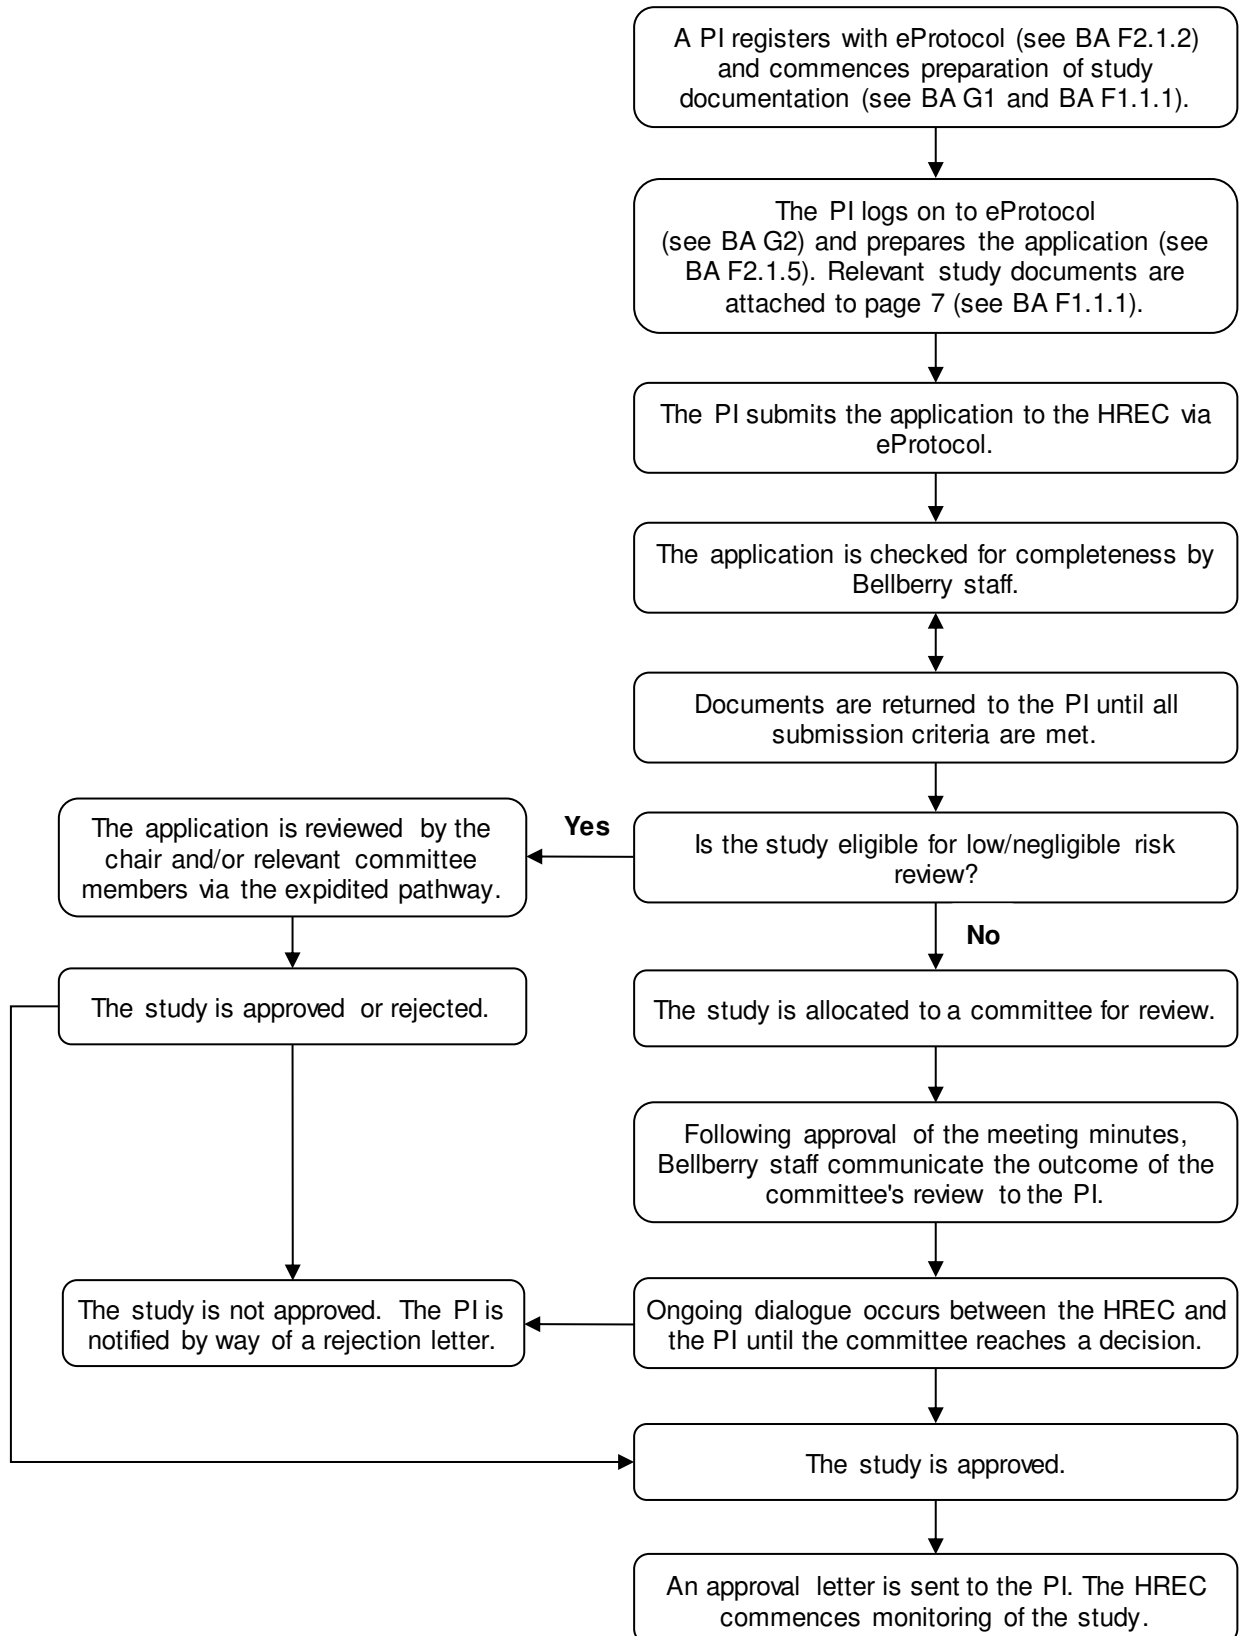 A PI registers with eProtocol (see BA F2.1.2)
and commences preparation of study
documentation (see BA G1 and BA F1.1.1).
The PI logs on to eProtocol
(see BA G2) and prepares the application (see
BA F2.1.5). Relevant study documents are
attached to page 7 (see BA F1.1.1).
The PI submits the application to the HREC via
eProtocol.
The application is checked for completeness by
Bellberry staff.
Documents are returned to the PI until all
submission criteria are met.
Is the study eligible for low/negligible risk
review?
Yes
The application is reviewed by the
chair and/or relevant committee
members via the expidited pathway.
No
The study is approved or rejected.
The study is allocated to a committee for review.
Following approval of the meeting minutes,
Bellberry staff communicate the outcome of the
committee's review to the PI.
Ongoing dialogue occurs between the HREC and
the PI until the committee reaches a decision.
The study is not approved. The PI is
notified by way of a rejection letter.
The study is approved.
An approval letter is sent to the PI. The HREC
commences monitoring of the study.